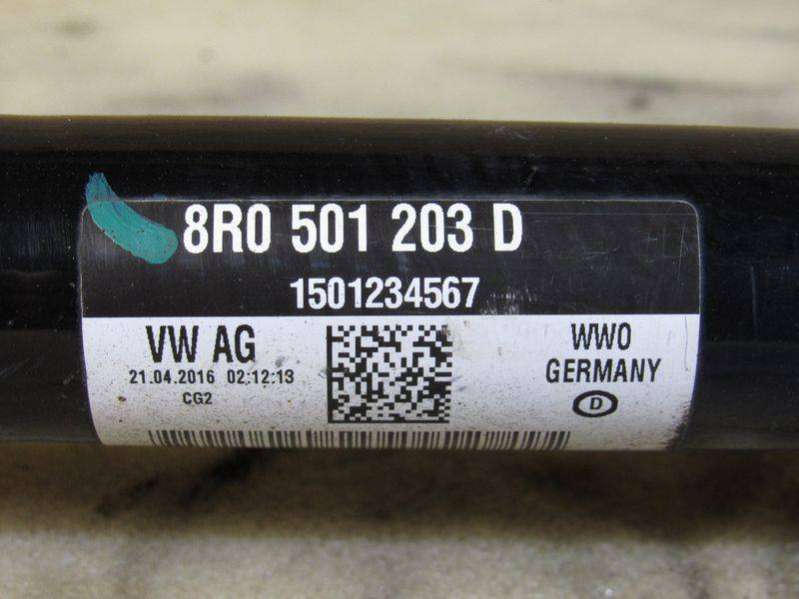 8R0 501 203 D
1501234567
VW AG
21.04.2016 02:12:13
CG2
WWO
GERMANY
D